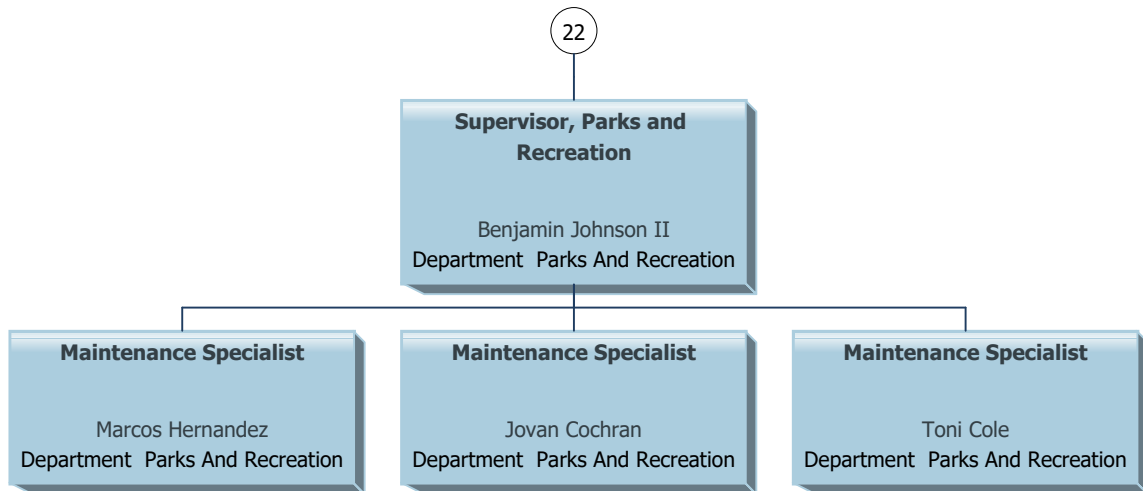 22
Supervisor, Parks and
Recreation
Benjamin Johnson II
Department  Parks And Recreation
Maintenance Specialist
Marcos Hernandez
Department  Parks And Recreation
Maintenance Specialist
Jovan Cochran
Department  Parks And Recreation
Maintenance Specialist
Toni Cole
Department  Parks And Recreation